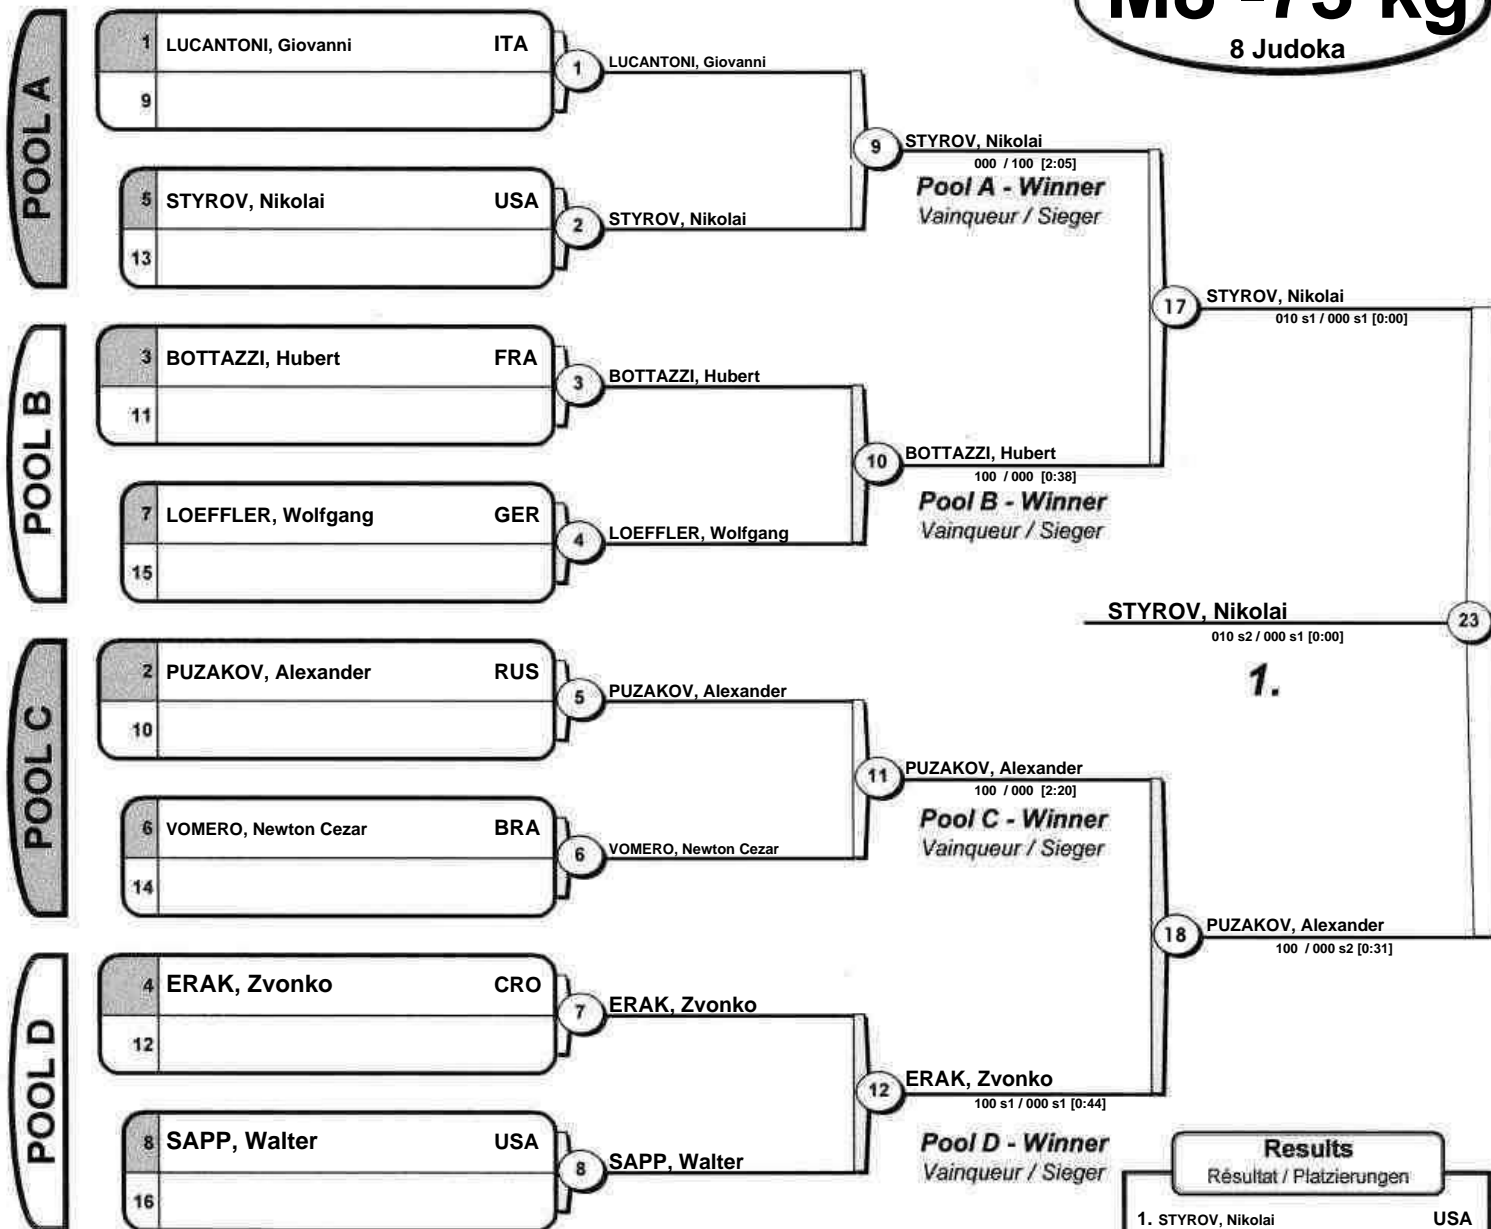 M8 -73 kg
8 Judoka
POOL A
1 LUCANTONI, Giovanni ITA
9
5 STYROV, Nikolai USA
13
1 LUCANTONI, Giovanni
2 STYROV, Nikolai
9 STYROV, Nikolai
000 / 100 [2:05]
Pool A - Winner
Vainqueur / Sieger
POOL B
3 BOTTAZZI, Hubert FRA
11
7 LOEFFLER, Wolfgang GER
15
3 BOTTAZZI, Hubert
4 LOEFFLER, Wolfgang
10 BOTTAZZI, Hubert
100 / 000 [0:38]
Pool B - Winner
Vainqueur / Sieger
17 STYROV, Nikolai
010 s1 / 000 s1 [0:00]
STYROV, Nikolai 23
010 s2 / 000 s1 [0:00]
1.
POOL C
2 PUZAKOV, Alexander RUS
10
6 VOMERO, Newton Cezar BRA
14
5 PUZAKOV, Alexander
6 VOMERO, Newton Cezar
11 PUZAKOV, Alexander
100 / 000 [2:20]
Pool C - Winner
Vainqueur / Sieger
POOL D
4 ERAK, Zvonko CRO
12
8 SAPP, Walter USA
16
7 ERAK, Zvonko
8 SAPP, Walter
12 ERAK, Zvonko
100 s1 / 000 s1 [0:44]
Pool D - Winner
Vainqueur / Sieger
18 PUZAKOV, Alexander
100 / 000 s2 [0:31]
Results
Résultat / Platzierungen
1. STYROV, Nikolai USA